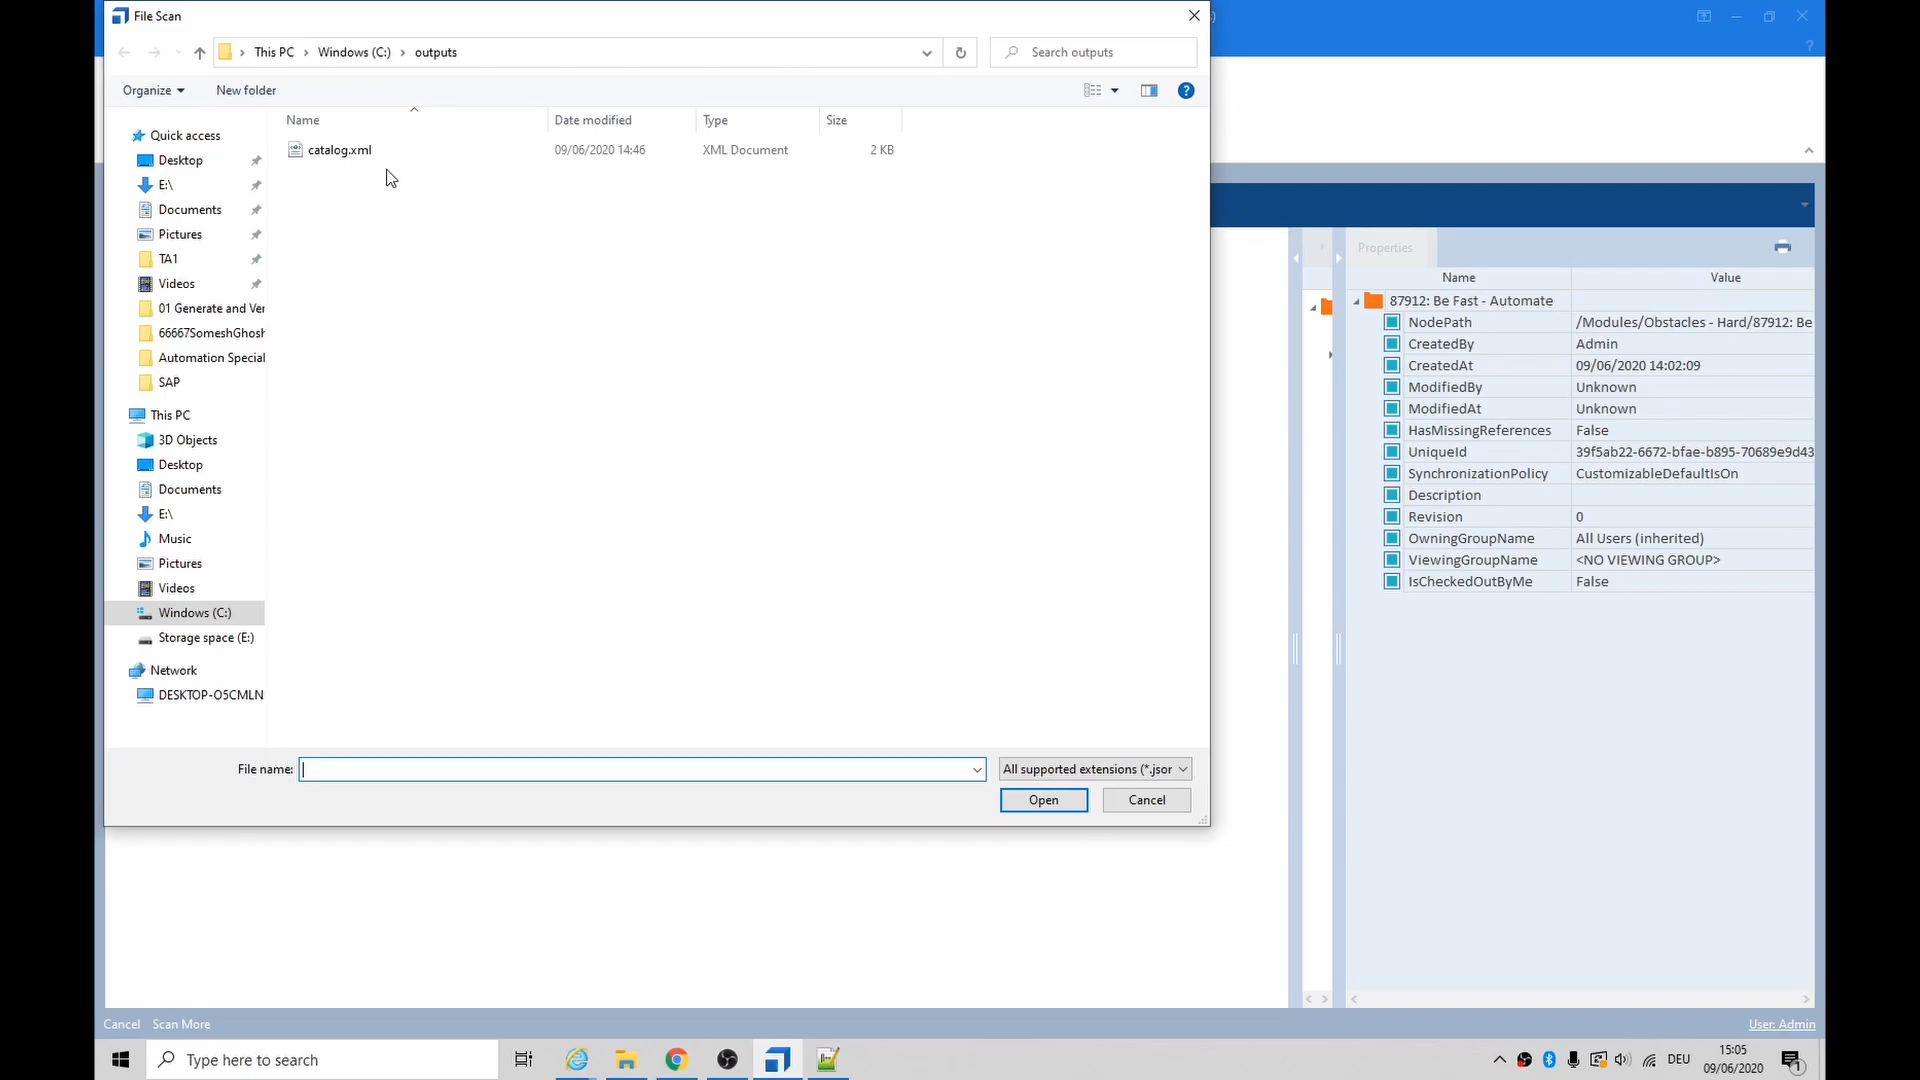 File Scan
This PC
Windows (C:)
outputs
Search outputs
Organize
New folder
Name
Date modified
Type
Size
catalog.xml
09/06/2020 14:46
XML Document
2 KB
Quick access
Desktop
E:\
Documents
Pictures
TA1
Videos
01 Generate and Ver
66667SomeshGhosh
Automation Special
SAP
This PC
3D Objects
Desktop
Documents
E:\
Music
Pictures
Videos
Windows (C:)
Storage space (E:)
Network
DESKTOP-O5CMLN
File name:
All supported extensions (*.jsor
Open
Cancel
Properties
Name
Value
87912: Be Fast - Automate
NodePath
/Modules/Obstacles - Hard/87912: Be
CreatedBy
Admin
CreatedAt
09/06/2020 14:02:09
ModifiedBy
Unknown
ModifiedAt
Unknown
HasMissingReferences
False
UniqueId
39f5ab22-6672-bfae-b895-70689e9d43
SynchronizationPolicy
CustomizableDefaultIsOn
Description
Revision
0
OwningGroupName
All Users (inherited)
ViewingGroupName
<NO VIEWING GROUP>
IsCheckedOutByMe
False
Cancel
Scan More
User: Admin
Type here to search
DEU
15:05
09/06/2020
1